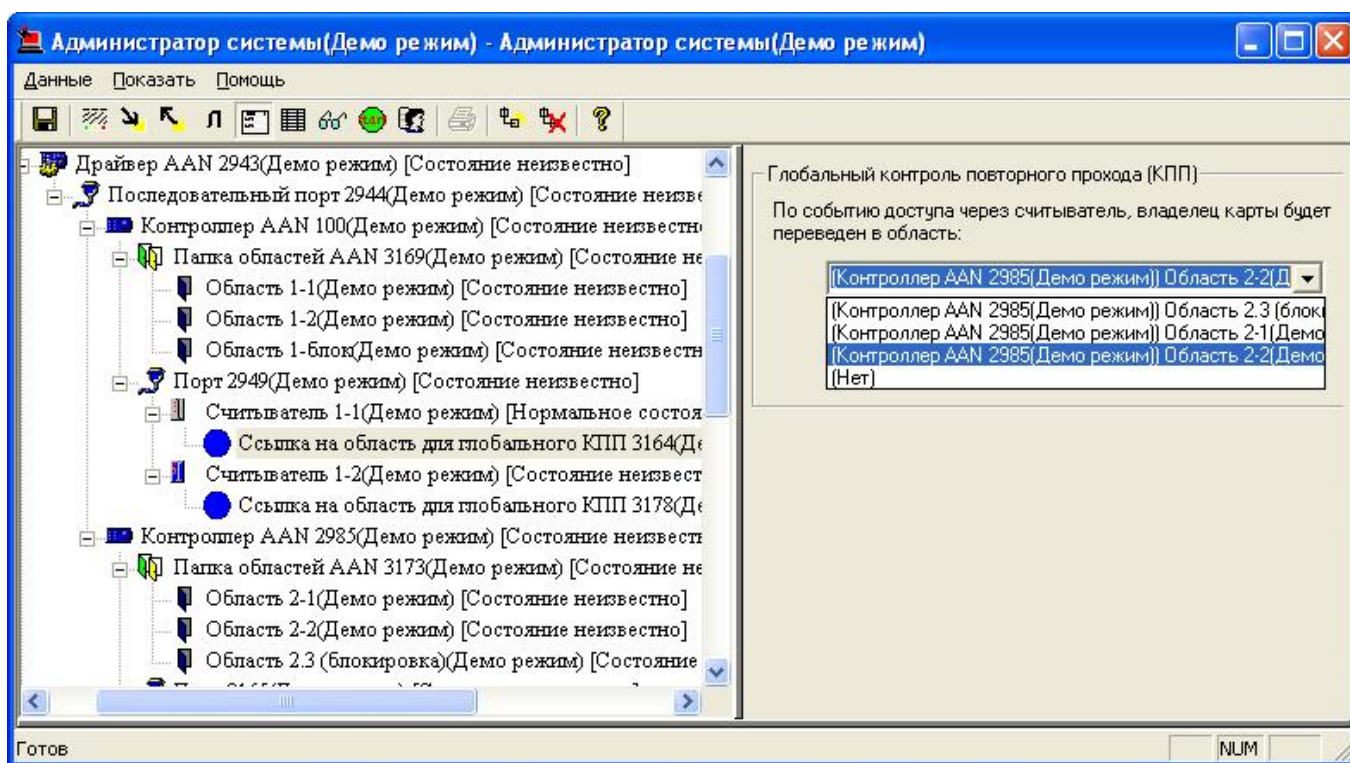 Администратор системы(Демо режим) - Администратор системы(Демо режим)
Данные Показать Помощь
Драйвер AAN 2943(Демо режим) [Состояние неизвестно]
Последовательный порт 2944(Демо режим) [Состояние неизве
Контроллер AAN 100(Демо режим) [Состояние неизвестн
Папка областей AAN 3169(Демо режим) [Состояние не
Область 1-1(Демо режим) [Состояние неизвестно]
Область 1-2(Демо режим) [Состояние неизвестно]
Область 1-блок(Демо режим) [Состояние неизвестн
Порт 2949(Демо режим) [Состояние неизвестно]
Считыватель 1-1(Демо режим) [Нормальное состоя
Ссылка на область для глобального КПП 3164(Де
Считыватель 1-2(Демо режим) [Состояние неизвест
Ссылка на область для глобального КПП 3178(Де
Контроллер AAN 2985(Демо режим) [Состояние неизвестн
Папка областей AAN 3173(Демо режим) [Состояние не
Область 2-1(Демо режим) [Состояние неизвестно]
Область 2-2(Демо режим) [Состояние неизвестно]
Область 2.3 (блокировка)(Демо режим) [Состояние
Глобальный контроль повторного прохода (КПП)
По событию доступа через считыватель, владелец карты будет
переведен в область:
(Контроллер AAN 2985(Демо режим)) Область 2-2(Д
(Контроллер AAN 2985(Демо режим)) Область 2.3 (блок
(Контроллер AAN 2985(Демо режим)) Область 2-1(Демо
(Контроллер AAN 2985(Демо режим)) Область 2-2(Демо
(Нет)
Готов
NUM